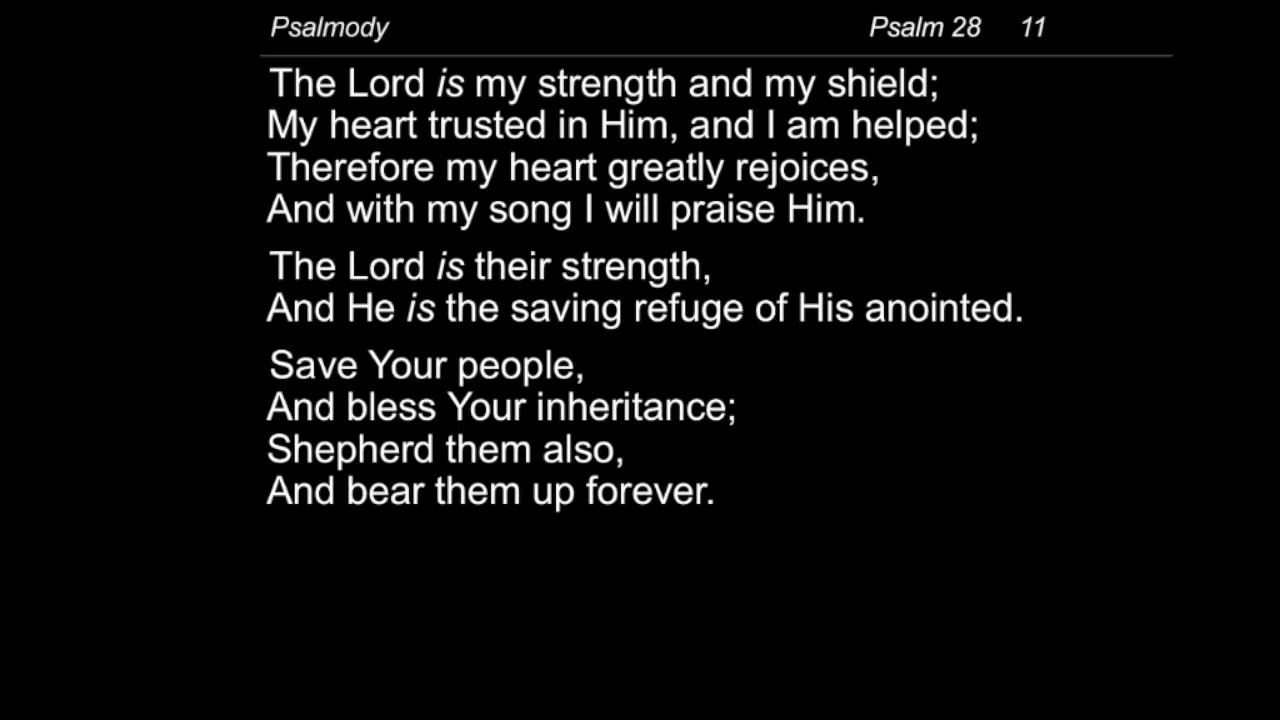 Psalmody Psalm 28 11
The Lord is my strength and my shield;
My heart trusted in Him, and I am helped;
Therefore my heart greatly rejoices,
And with my song I will praise Him.
The Lord is their strength,
And He is the saving refuge of His anointed.
Save Your people,
And bless Your inheritance;
Shepherd them also,
And bear them up forever.